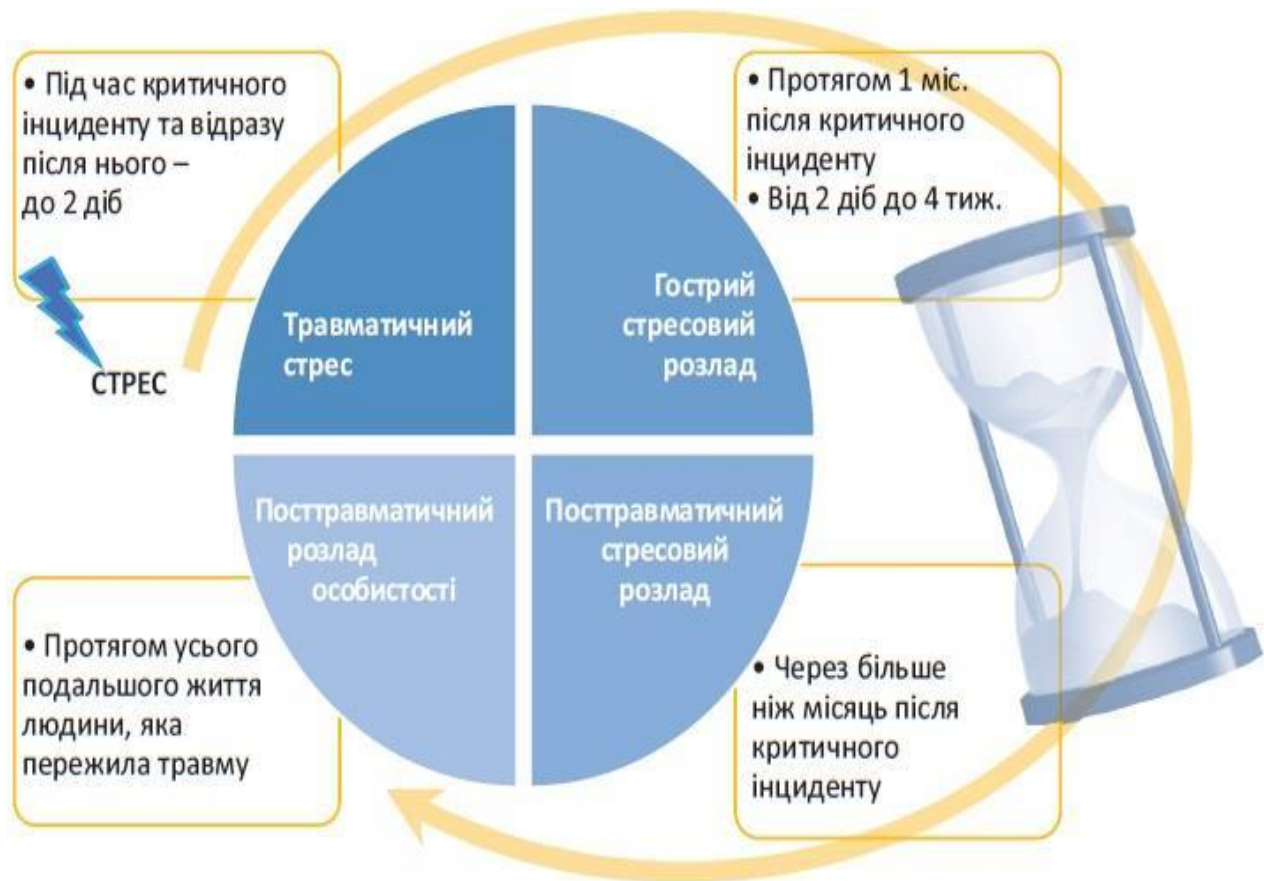 • Під час критичного
інциденту та відразу
після нього –
до 2 діб
СТРЕС
Травматичний
стрес
• Протягом 1 міс.
після критичного
інциденту
• Від 2 діб до 4 тиж.
Гострий
стресовий
розлад
Посттравматичний
стресовий
розлад
• Через більше
ніж місяць після
критичного
інциденту
Посттравматичний
розлад
особистості
• Протягом усього
подальшого життя
людини, яка
пережила травму